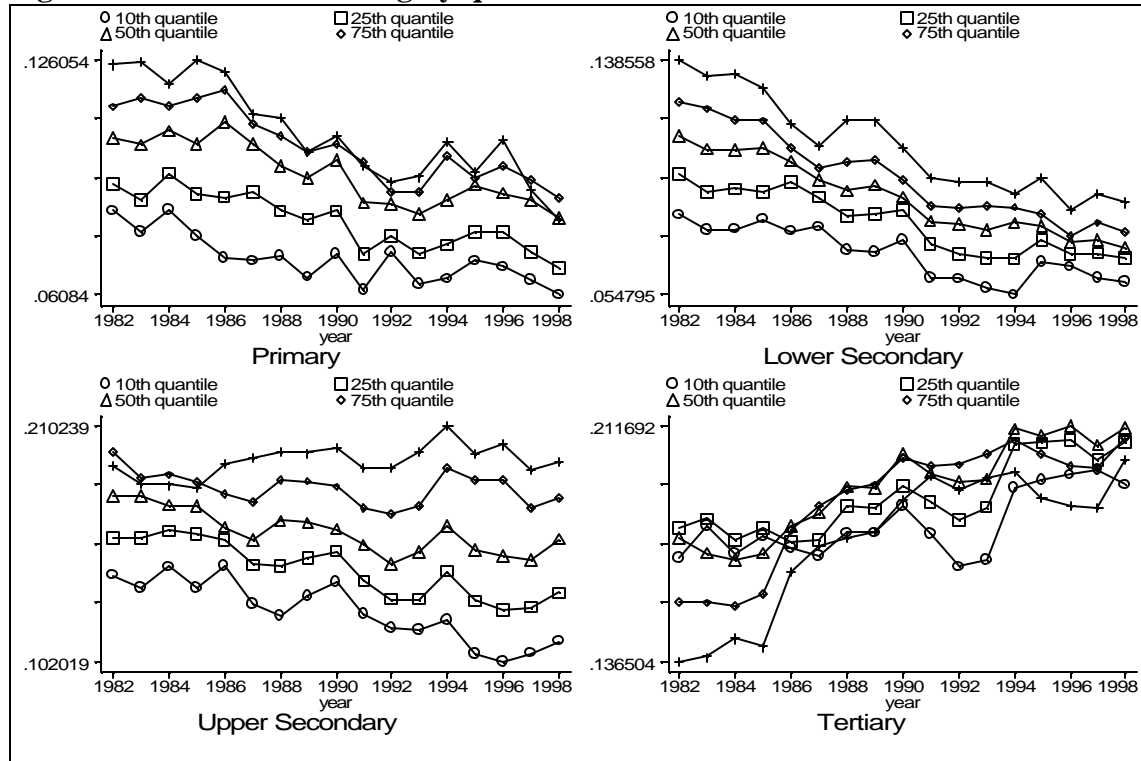 10th quantile
25th quantile
50th quantile
75th quantile
.126054
.06084
1982 1984 1986 1988 1990 1992 1994 1996 1998
year
Primary
10th quantile
25th quantile
50th quantile
75th quantile
.138558
.054795
1982 1984 1986 1988 1990 1992 1994 1996 1998
year
Lower Secondary
10th quantile
25th quantile
50th quantile
75th quantile
.210239
.102019
1982 1984 1986 1988 1990 1992 1994 1996 1998
year
Upper Secondary
10th quantile
25th quantile
50th quantile
75th quantile
.211692
.136504
1982 1984 1986 1988 1990 1992 1994 1996 1998
year
Tertiary